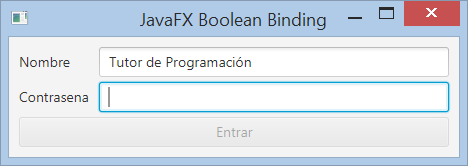 JavaFX Boolean Binding
Nombre Tutor de Programación
Contrasena
Entrar